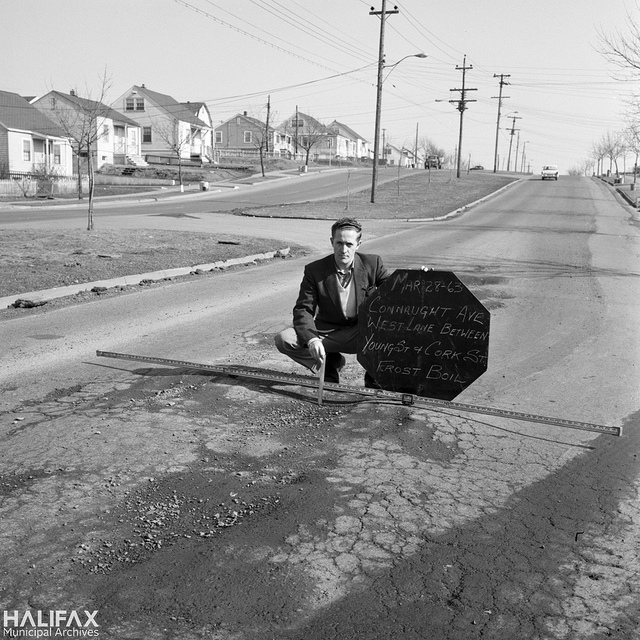 MAR 28-63
CONNAUGHT AVE
WEST LANE BETWEEN
YOUNG ST & CORK ST
FROST BOIL
HALIFAX
Municipal Archives